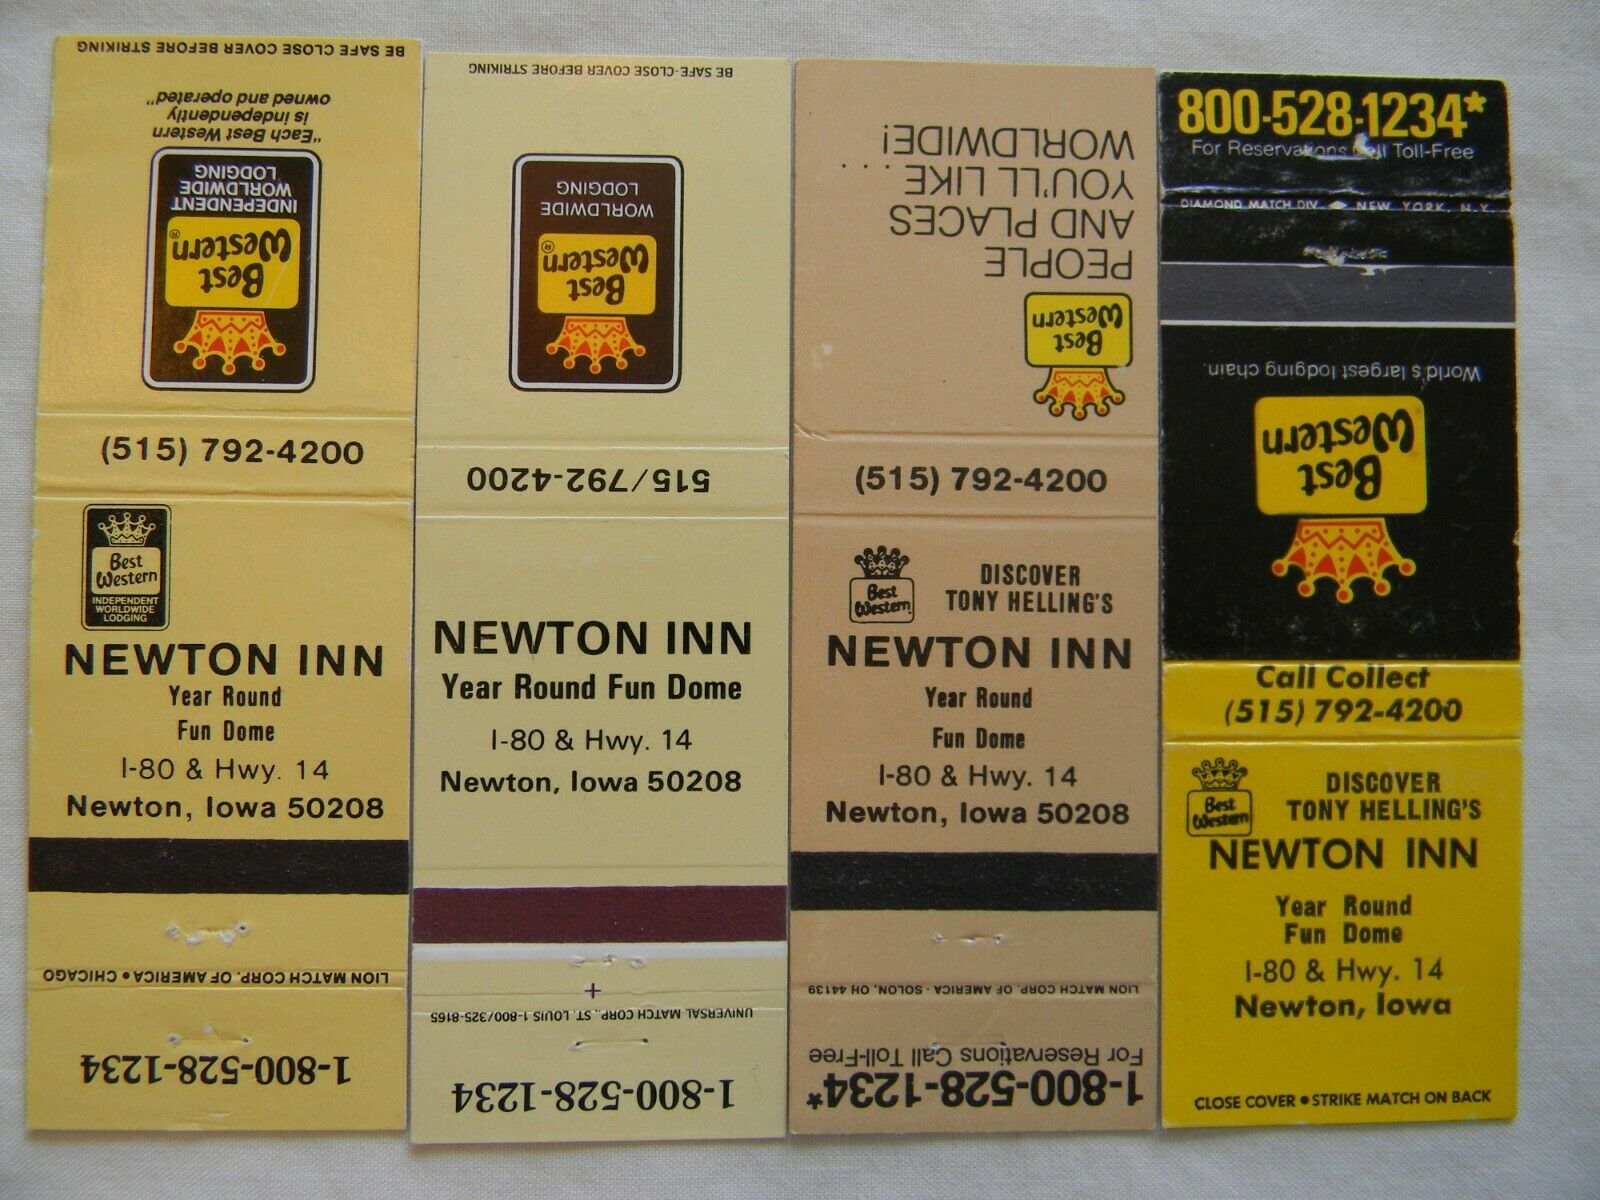 BE SAFE-CLOSE COVER BEFORE STRIKING
"Each Best Western
is independently
owned and operated"
Best
Western®
INDEPENDENT
WORLDWIDE
LODGING
(515) 792-4200
Best
Western
INDEPENDENT
WORLDWIDE
LODGING
NEWTON INN
Year Round
Fun Dome
I-80 & Hwy. 14
Newton, Iowa 50208
LION MATCH CORP. OF AMERICA • CHICAGO
1-800-528-1234
BE SAFE-CLOSE COVER BEFORE STRIKING
Best
Western®
WORLDWIDE
LODGING
515/792-4200
NEWTON INN
Year Round Fun Dome
I-80 & Hwy. 14
Newton, Iowa 50208
UNIVERSAL MATCH CORP., ST. LOUIS 1-800/325-8165
1-800-528-1234
Best
Western
PEOPLE
AND PLACES
YOU'LL LIKE....
WORLDWIDE!
(515) 792-4200
Best
Western
DISCOVER
TONY HELLING'S
NEWTON INN
Year Round
Fun Dome
I-80 & Hwy. 14
Newton, Iowa 50208
LION MATCH CORP. OF AMERICA - SOLON, OH 44139
For Reservations Call Toll-Free
1-800-528-1234*
800-528-1234*
For Reservations Call Toll-Free
DIAMOND MATCH DIV. NEW YORK, N.Y.
Best
Western
World's largest lodging chain.
Call Collect
(515) 792-4200
Best
Western
DISCOVER
TONY HELLING'S
NEWTON INN
Year Round
Fun Dome
I-80 & Hwy. 14
Newton, Iowa
CLOSE COVER • STRIKE MATCH ON BACK